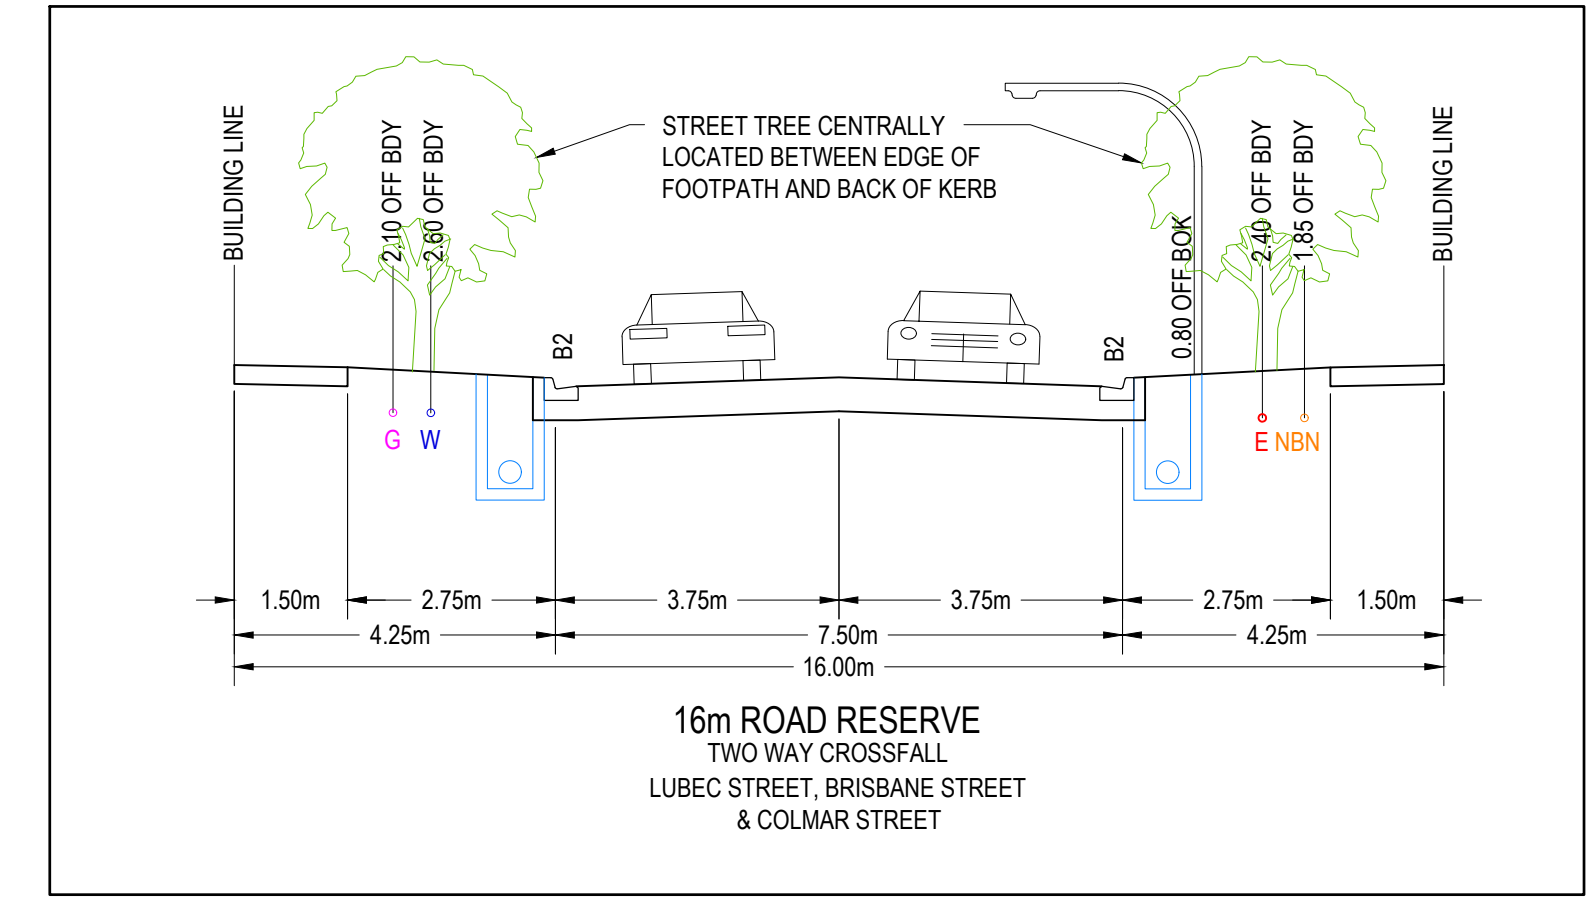 STREET TREE CENTRALLY
LOCATED BETWEEN EDGE OF
FOOTPATH AND BACK OF KERB
BUILDING LINE
2.10 OFF BDY
2.60 OFF BDY
B2
B2
0.80 OFF BOK
2.40 OFF BDY
1.85 OFF BDY
BUILDING LINE
G
W
E
NBN
1.50m
2.75m
3.75m
3.75m
2.75m
1.50m
4.25m
7.50m
4.25m
16.00m
16m ROAD RESERVE
TWO WAY CROSSFALL
LUBEC STREET, BRISBANE STREET
& COLMAR STREET